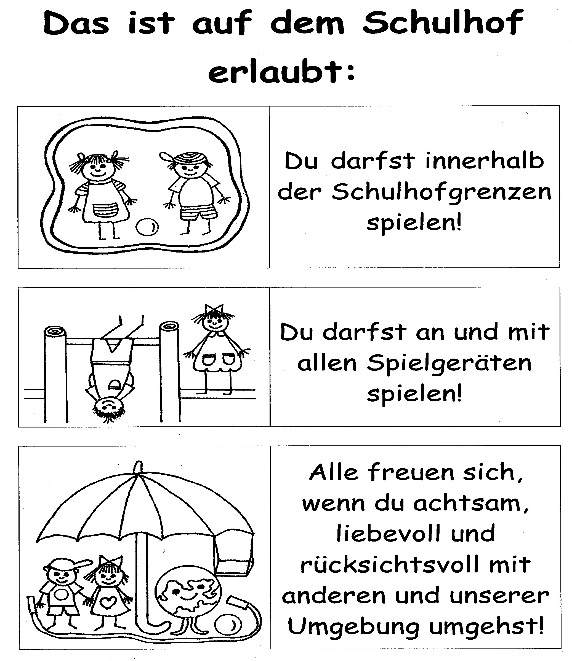 Das ist auf dem Schulhof
erlaubt:
Du darfst innerhalb
der Schulhofgrenzen
spielen!
Du darfst an und mit
allen Spielgeräten
spielen!
Alle freuen sich,
wenn du achtsam,
liebevoll und
rücksichtsvoll mit
anderen und unserer
Umgebung umgehst!